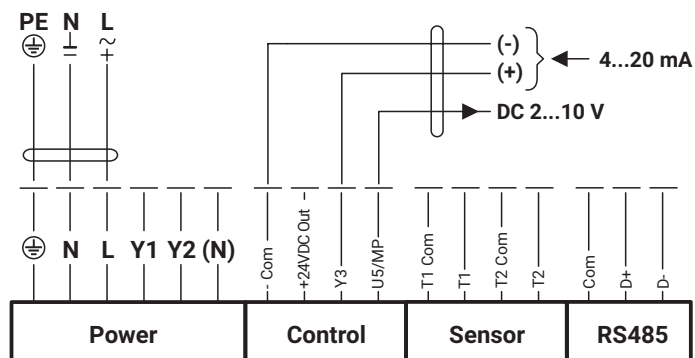 PE N L
(-)
(+)
4...20 mA
DC 2...10 V
N L Y1 Y2 (N)
- Com
+24VDC Out -
Y3
U5/MP
T1 Com
T1
T2 Com
T2
Com
D+
D-
Power
Control
Sensor
RS485